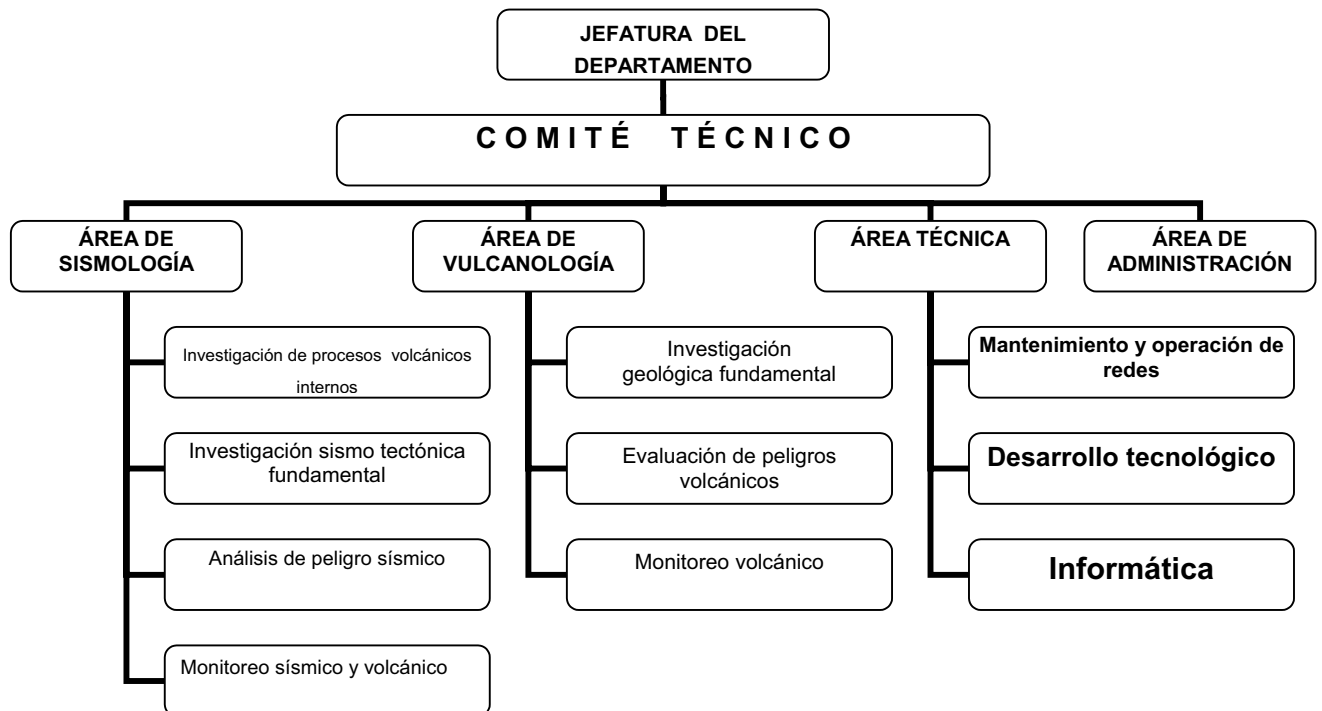 JEFATURA DEL
DEPARTAMENTO
COMITÉ TÉCNICO
ÁREA DE
SISMOLOGÍA
ÁREA DE
VULCANOLOGÍA
ÁREA TÉCNICA
ÁREA DE
ADMINISTRACIÓN
Investigación de procesos volcánicos
internos
Investigación sismo tectónica
fundamental
Análisis de peligro sísmico
Monitoreo sísmico y volcánico
Investigación
geológica fundamental
Evaluación de peligros
volcánicos
Monitoreo volcánico
Mantenimiento y operación de
redes
Desarrollo tecnológico
Informática